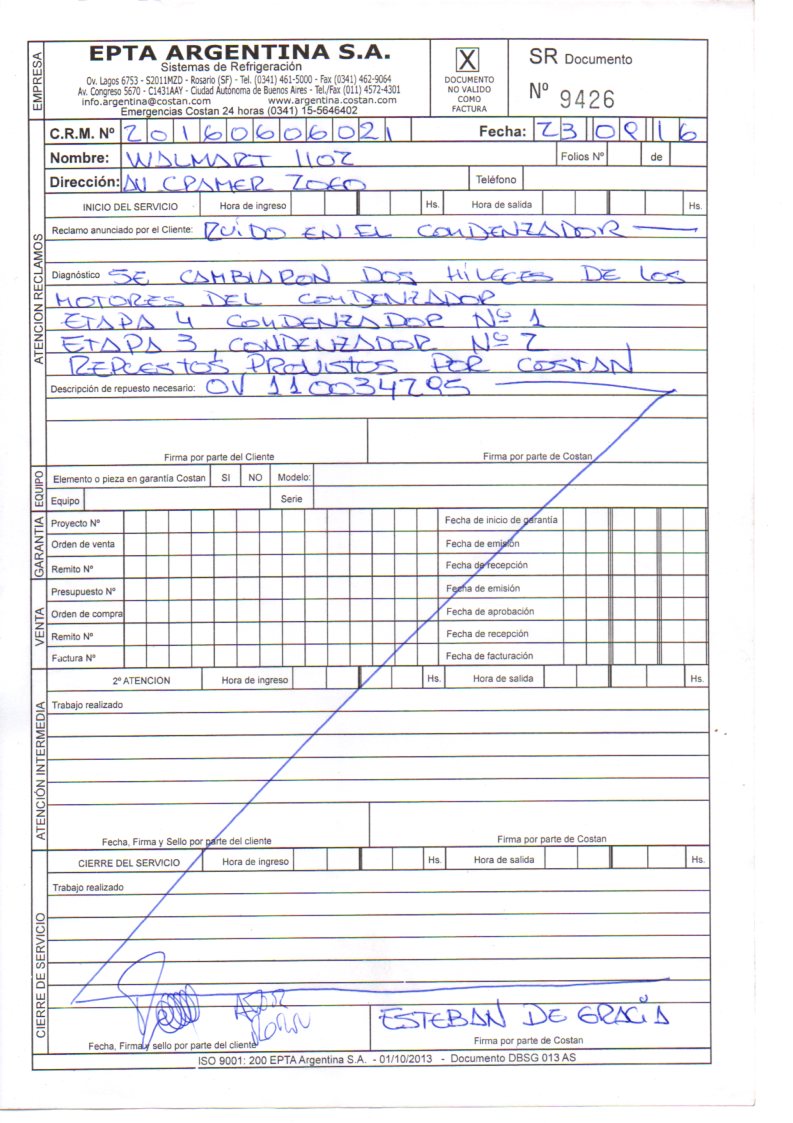 EMPRESA
EPTA ARGENTINA S.A.
Sistemas de Refrigeración
Ov. Lagos 6753 - S2011MZD - Rosario (SF) - Tel. (0341) 461-5000 - Fax (0341) 462-9064
Av. Congreso 5670 - C1431AAY - Ciudad Autónoma de Buenos Aires - Tel./Fax (011) 4572-4301
info.argentina@costan.com www.argentina.costan.com
Emergencias Costan 24 horas (0341) 15-5646402
X
DOCUMENTO
NO VALIDO
COMO
FACTURA
SR Documento
Nº 9426
C.R.M. Nº 20160606021 Fecha: 23 09 16
Nombre: WALMART 1102 Folios Nº de
Dirección: AV CRAMER Teléfono
INICIO DEL SERVICIO Hora de ingreso Hs. Hora de salida Hs.
ATENCION RECLAMOS
Reclamo anunciado por el Cliente: RUIDO EN EL CONDENZADOR
Diagnóstico SE CAMBIARON DOS HILECES DE LOS
MOTORES DEL CONDENZADOR
ETAPA 4 CONDENZADOR Nº 1
ETAPA 3 CONDENZADOR Nº 2
REPUESTOS PROVISTOS POR COSTAN
Descripción de repuesto necesario: OV 1100034295
Firma por parte del Cliente Firma por parte de Costan
EQUIPO
Elemento o pieza en garantía Costan SI NO Modelo:
Equipo Serie
GARANTIA
Proyecto Nº Fecha de inicio de garantía
Orden de venta Fecha de emisión
Remito Nº Fecha de recepción
VENTA
Presupuesto Nº Fecha de emisión
Orden de compra Fecha de aprobación
Remito Nº Fecha de recepción
Factura Nº Fecha de facturación
ATENCIÓN INTERMEDIA
2º ATENCION Hora de ingreso Hs. Hora de salida Hs.
Trabajo realizado
Fecha, Firma y Sello por parte del cliente Firma por parte de Costan
CIERRE DE SERVICIO
CIERRE DEL SERVICIO Hora de ingreso Hs. Hora de salida Hs.
Trabajo realizado
ESTEBAN DE GRACIA
Fecha, Firma y sello por parte del cliente Firma por parte de Costan
ISO 9001: 200 EPTA Argentina S.A. - 01/10/2013 - Documento DBSG 013 AS